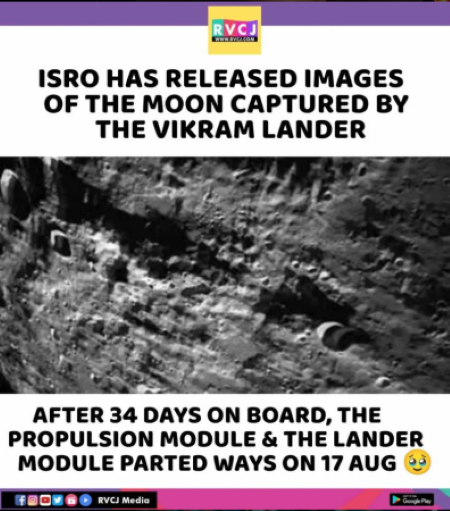 RVCJ
WWW.RVCJ.COM
ISRO HAS RELEASED IMAGES
OF THE MOON CAPTURED BY
THE VIKRAM LANDER
AFTER 34 DAYS ON BOARD, THE
PROPULSION MODULE & THE LANDER
MODULE PARTED WAYS ON 17 AUG 🥹
RVCJ Media
Google Play